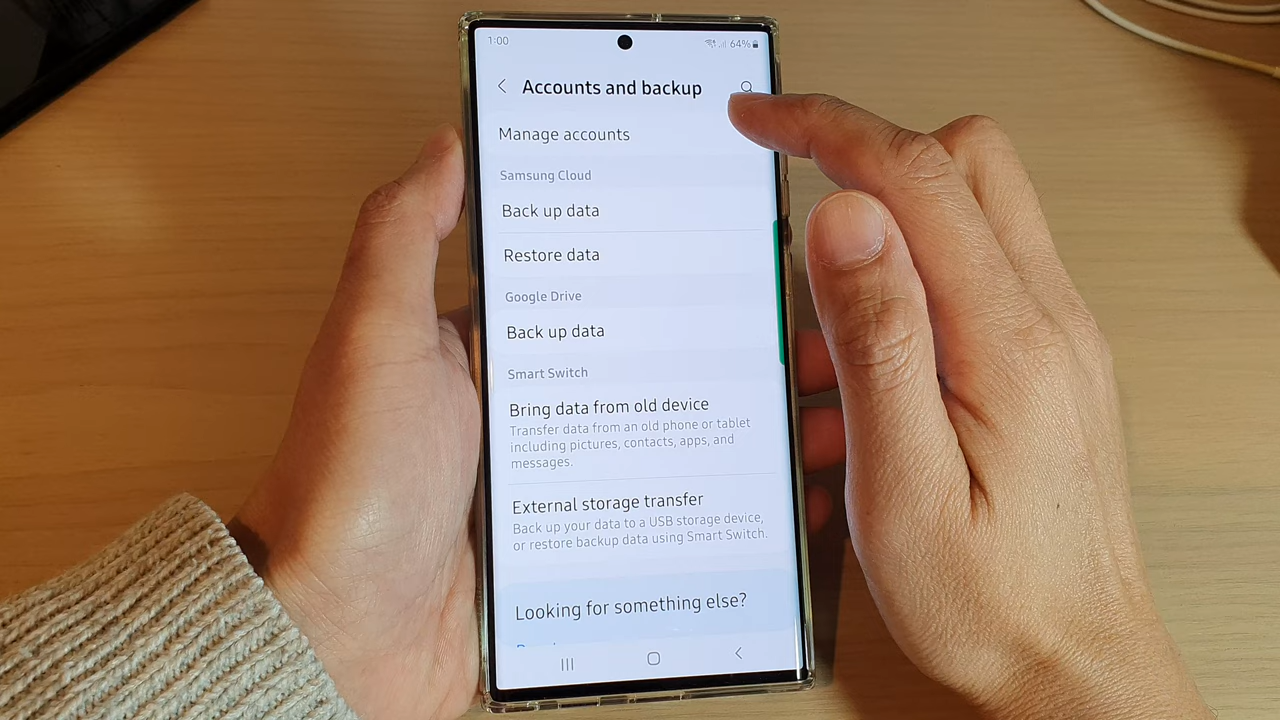 1:00
64%
Accounts and backup
Manage accounts
Samsung Cloud
Back up data
Restore data
Google Drive
Back up data
Smart Switch
Bring data from old device
Transfer data from an old phone or tablet
including pictures, contacts, apps, and
messages.
External storage transfer
Back up your data to a USB storage device,
or restore backup data using Smart Switch.
Looking for something else?